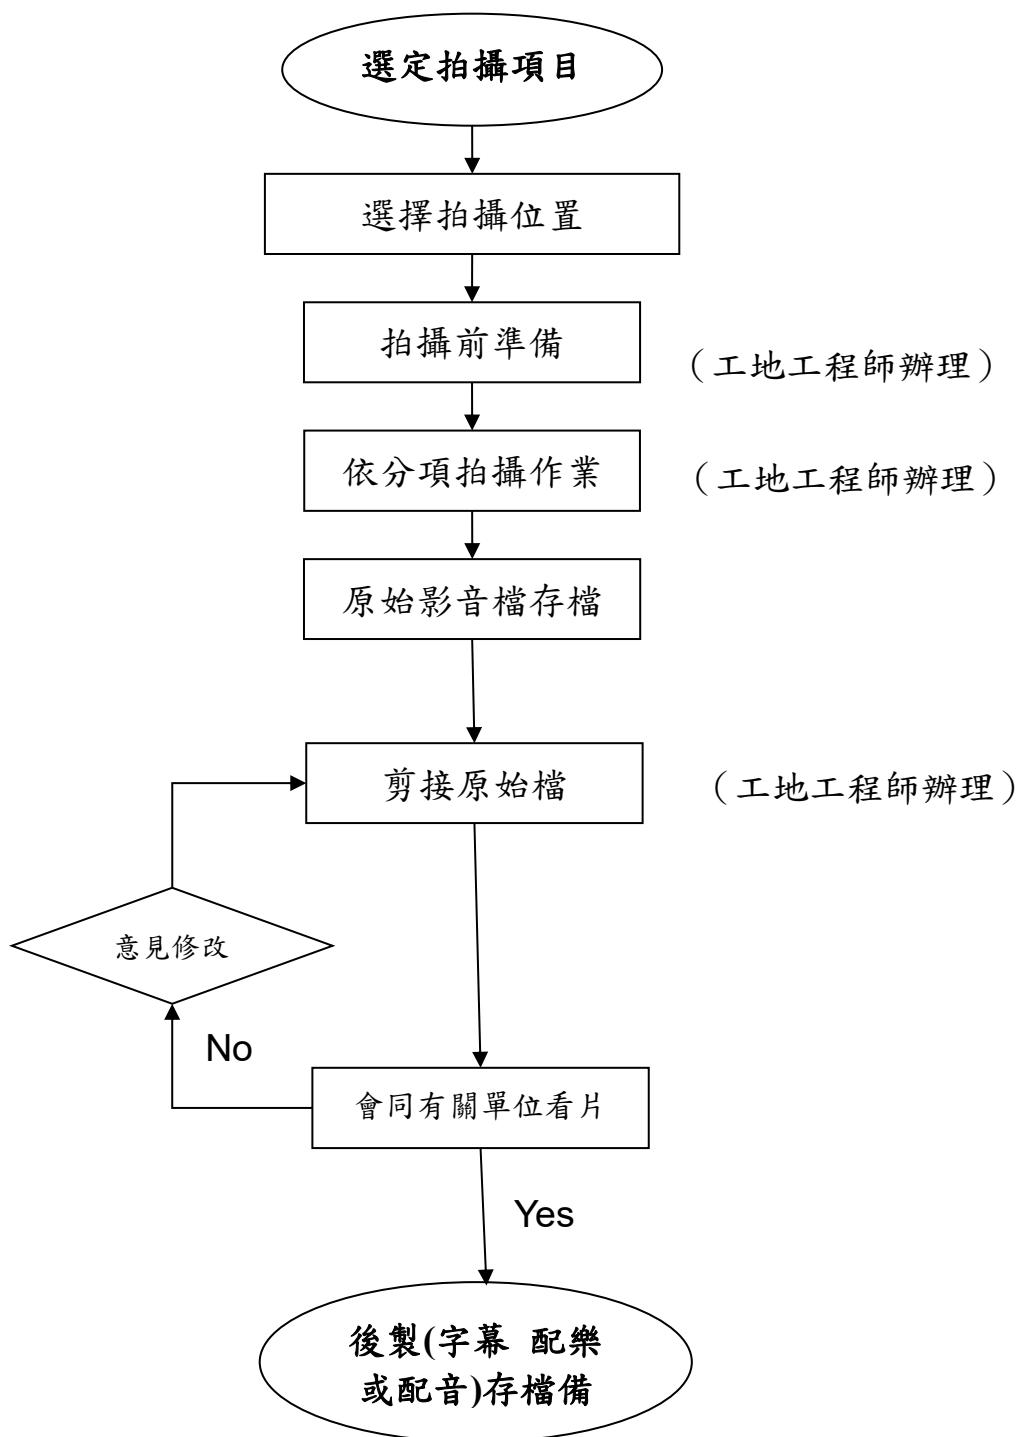 選定拍攝項目
選擇拍攝位置
拍攝前準備
（工地工程師辦理）
依分項拍攝作業
（工地工程師辦理）
原始影音檔存檔
剪接原始檔
（工地工程師辦理）
意見修改
No
會同有關單位看片
Yes
後製(字幕 配樂
或配音)存檔備